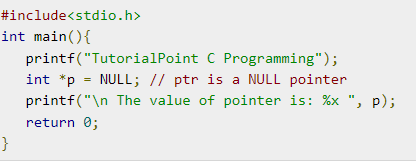 #include<stdio.h>
int main(){
printf("TutorialPoint C Programming");
int *p = NULL; // ptr is a NULL pointer
printf("\n The value of pointer is: %x ", p);
return 0;
}